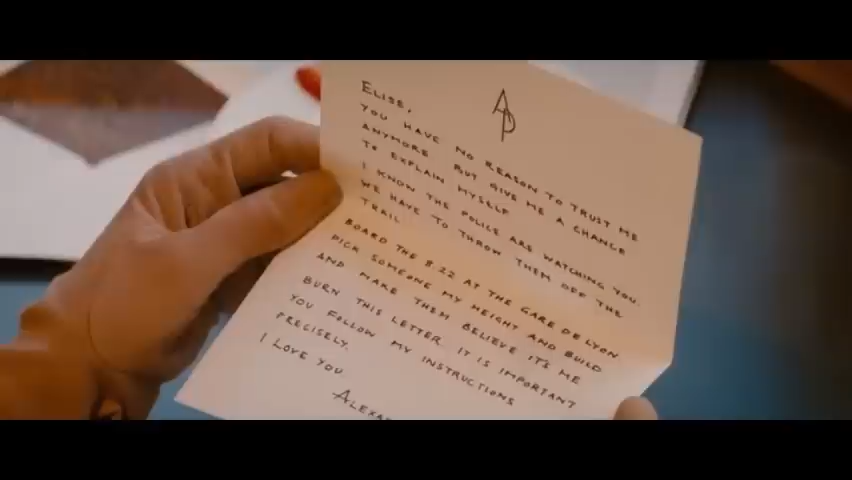 AP
ELISE,
YOU HAVE NO REASON TO TRUST ME
ANYMORE BUT GIVE ME A CHANCE
TO EXPLAIN MYSELF
I KNOW THE POLICE ARE WATCHING YOU.
WE HAVE TO THROW THEM OFF THE
TRAIL
BOARD THE 8.22 AT THE GARE DE LYON
PICK SOMEONE MY HEIGHT AND BUILD
AND MAKE THEM BELIEVE IT'S ME
BURN THIS LETTER. IT IS IMPORTANT
YOU FOLLOW MY INSTRUCTIONS
PRECISELY.
I LOVE YOU.
ALEXA